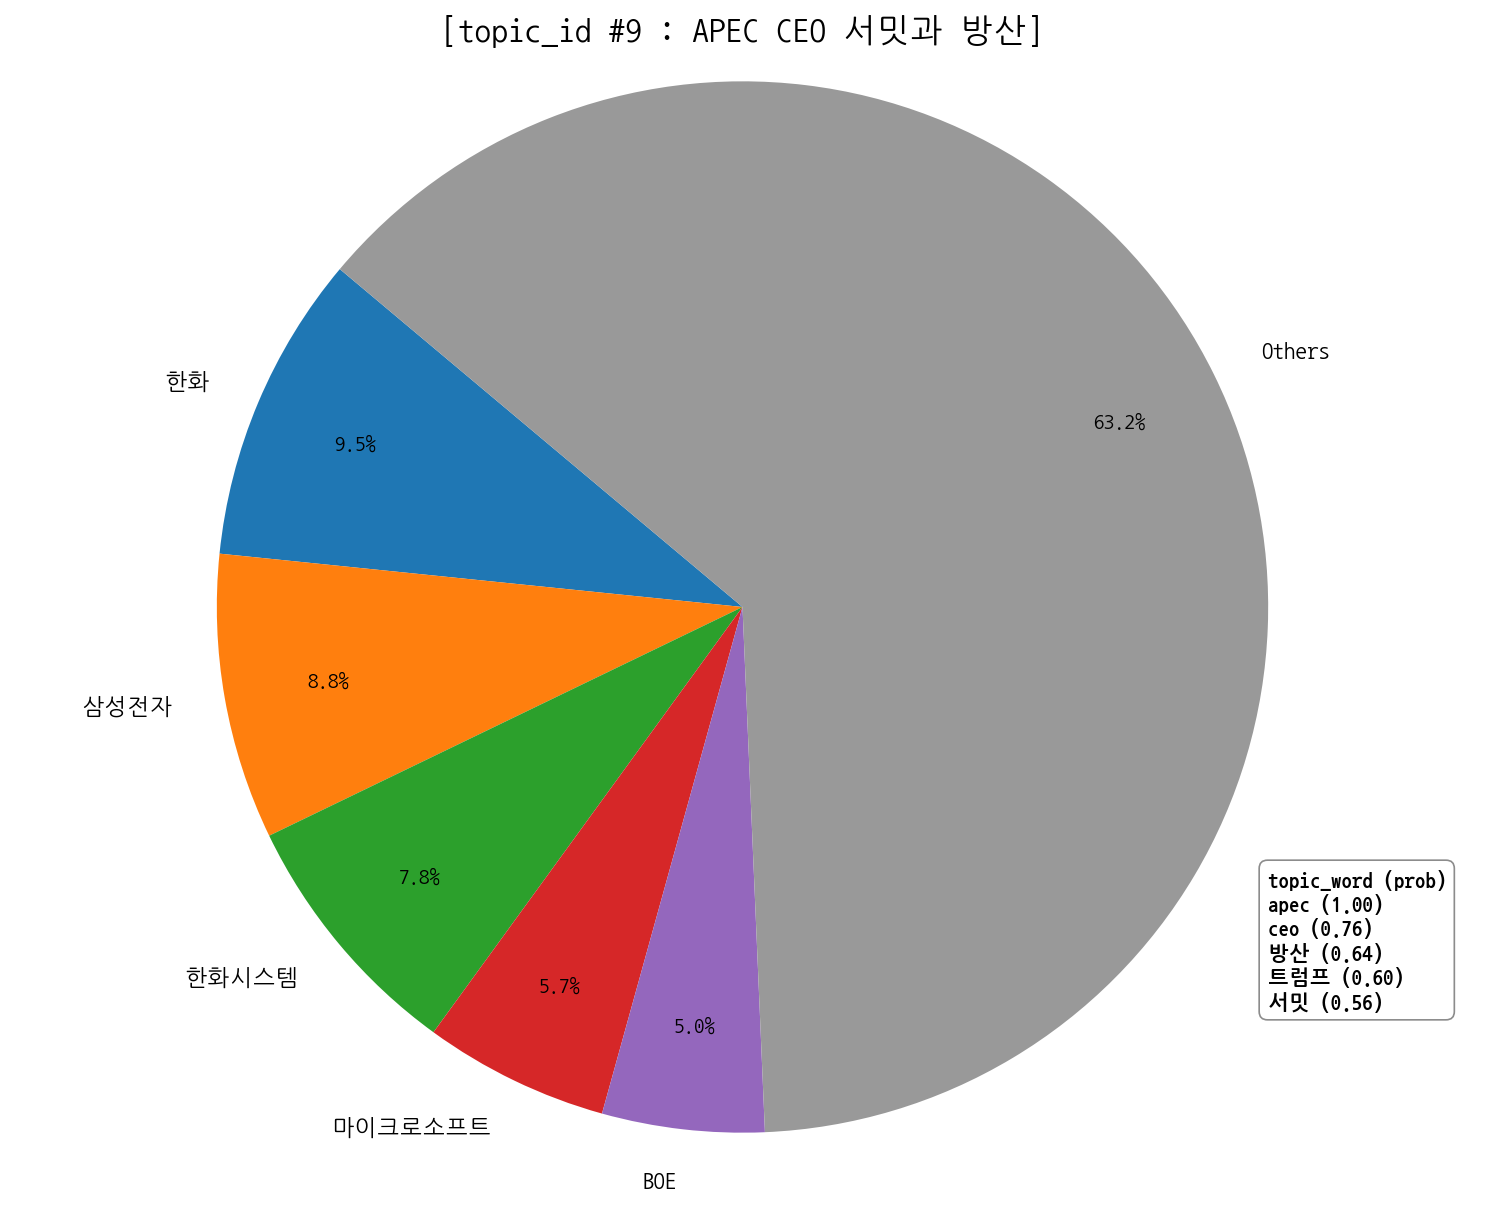 [topic_id #9 : APEC CEO 서밋과 방산]
Others
63.2%
한화
9.5%
8.8%
삼성전자
7.8%
한화시스템
5.7%
마이크로소프트
5.0%
BOE
topic_word (prob)
apec (1.00)
ceo (0.76)
방산 (0.64)
트럼프 (0.60)
서밋 (0.56)